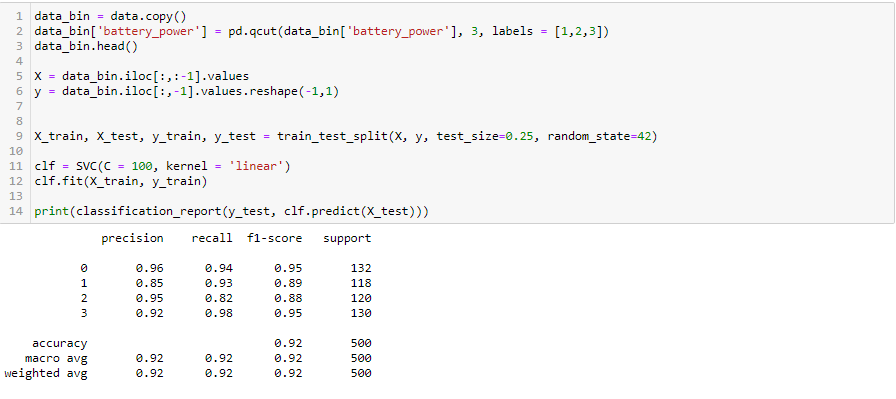 1 data_bin = data.copy()
2 data_bin['battery_power'] = pd.qcut(data_bin['battery_power'], 3, labels = [1,2,3])
3 data_bin.head()
4
5 X = data_bin.iloc[:,:-1].values
6 y = data_bin.iloc[:,-1].values.reshape(-1,1)
7
8
9 X_train, X_test, y_train, y_test = train_test_split(X, y, test_size=0.25, random_state=42)
10
11 clf = SVC(C = 100, kernel = 'linear')
12 clf.fit(X_train, y_train)
13
14 print(classification_report(y_test, clf.predict(X_test)))
precision recall f1-score support
0 0.96 0.94 0.95 132
1 0.85 0.93 0.89 118
2 0.95 0.82 0.88 120
3 0.92 0.98 0.95 130
accuracy 0.92 500
macro avg 0.92 0.92 0.92 500
weighted avg 0.92 0.92 0.92 500